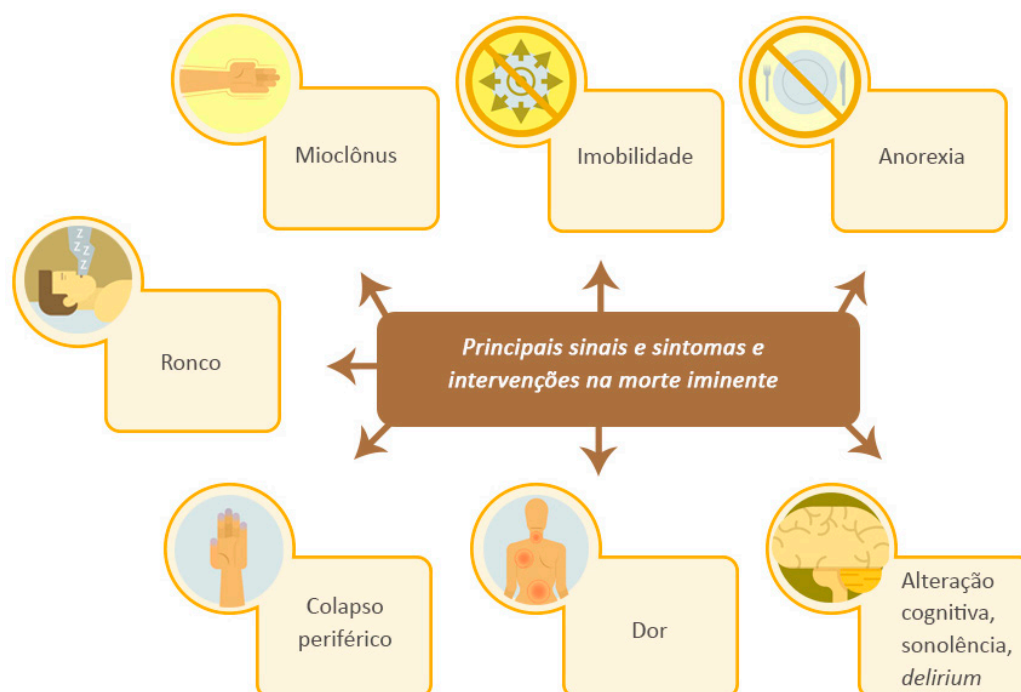 Mioclônus
Imobilidade
Anorexia
Z
Z
Z
Z
Ronco
Principais sinais e sintomas e
intervenções na morte iminente
Colapso
periférico
Dor
Alteração
cognitiva,
sonolência,
delirium